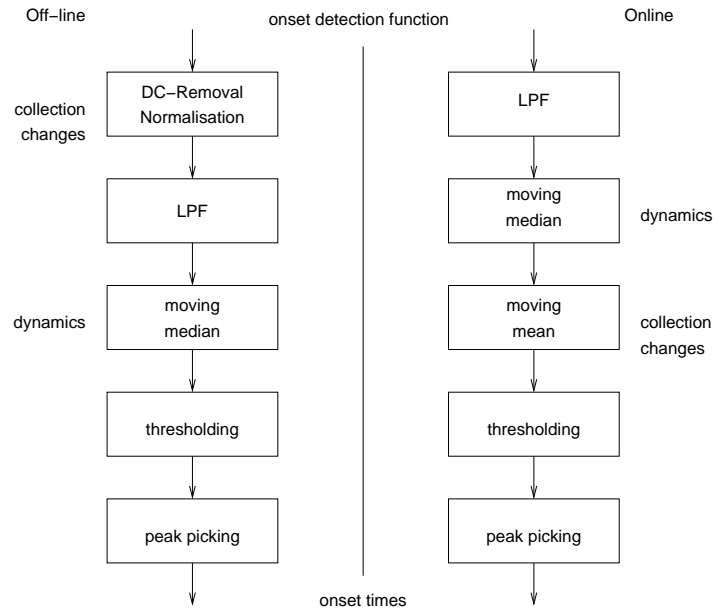 Off−line
onset detection function
Online
DC−Removal
Normalisation
collection
changes
LPF
dynamics
moving
median
thresholding
peak picking
LPF
moving
median
dynamics
moving
mean
collection
changes
thresholding
peak picking
onset times